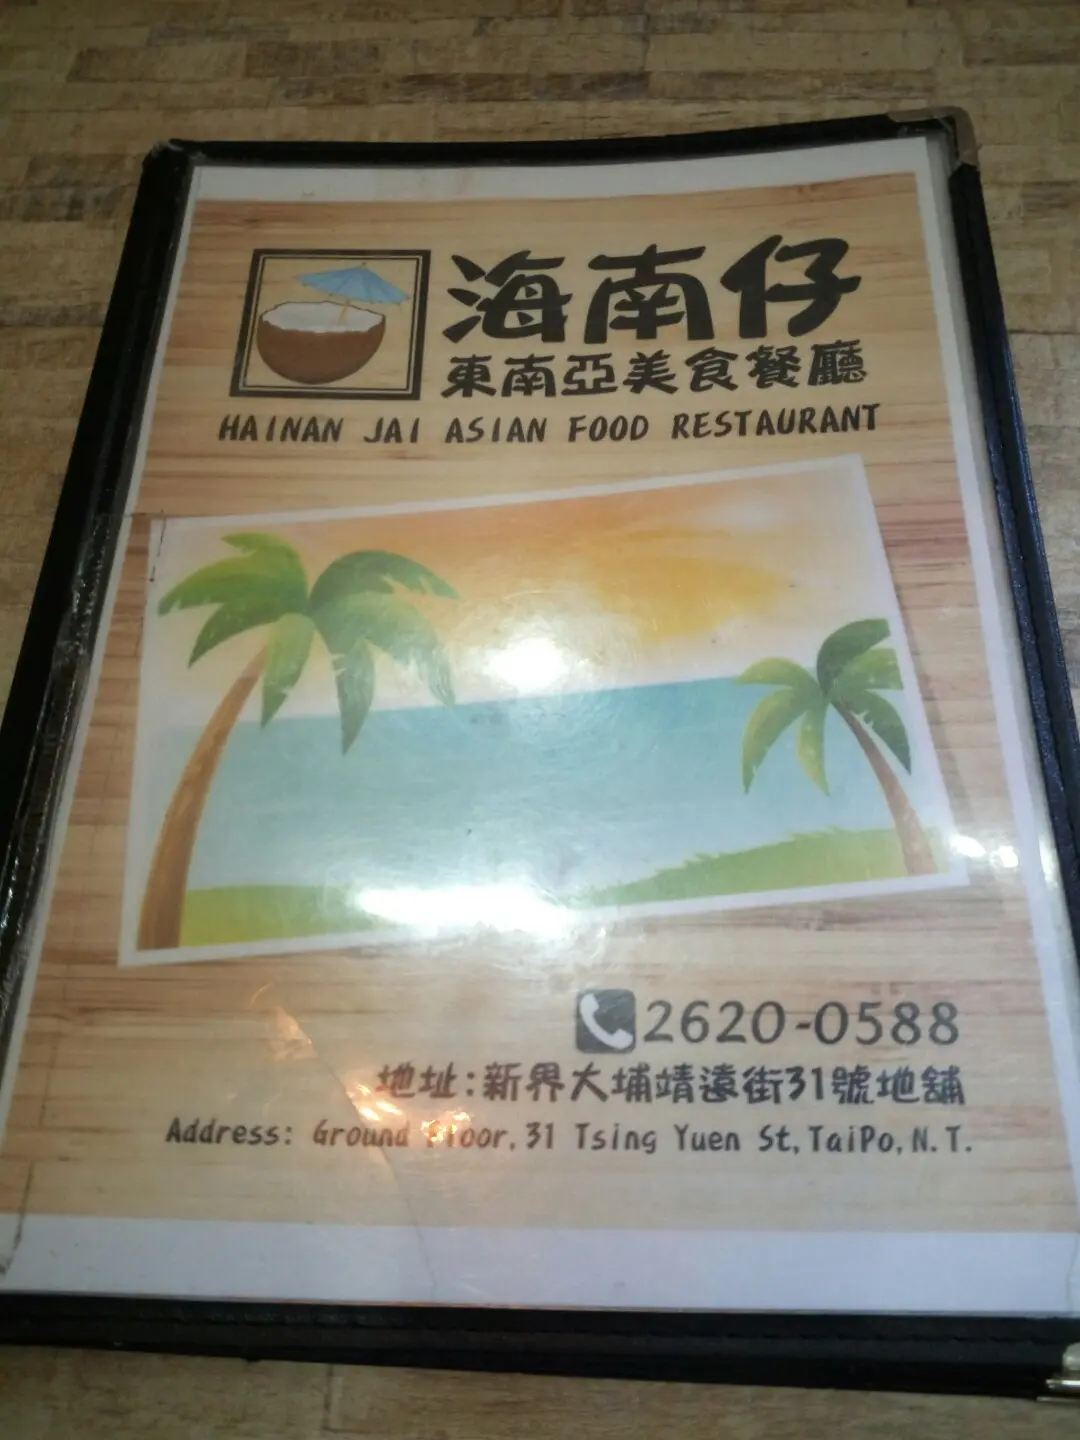 海南仔
東南亞美食餐廳
HAINAN JAI ASIAN FOOD RESTAURANT
2620-0588
地址:新界大埔靖遠街31號地舖
Address: Ground Floor, 31 Tsing Yuen St, TaiPo, N.T.